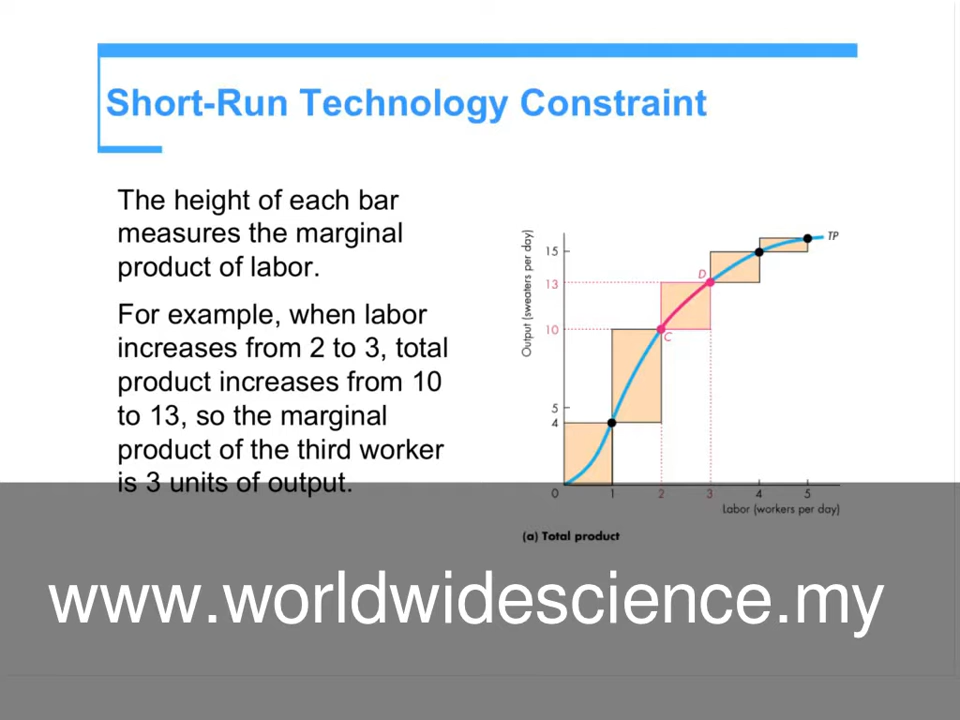 Short-Run Technology Constraint
The height of each bar
measures the marginal
product of labor.
For example, when labor
increases from 2 to 3, total
product increases from 10
to 13, so the marginal
product of the third worker
is 3 units of output.
Output (sweaters per day)
15
13
10
5
4
TP
D
C
0 1 2 3 4 5
Labor (workers per day)
(a) Total product
www.worldwidescience.my